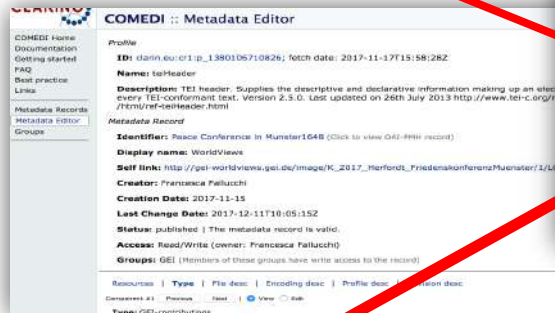 CLARINO
COMEDI :: Metadata Editor
COMEDI Home
Documentation
Getting started
FAQ
Best practice
Links
Metadata Records
Metadata Editor
Groups
Profile
ID: clarin.eu:cr1:p_1380106710826; fetch date: 2017-11-17T15:58:28Z
Name: teiHeader
Description: TEI header. Supplies the descriptive and declarative information making up an elec
every TEI-conformant text. Version 2.5.0. Last updated on 26th July 2013 http://www.tei-c.org/r
/html/ref-teiHeader.html
Metadata Record
Identifier: Peace Conference in Munster1648 (Click to view OAI-PMH record)
Display name: WorldViews
Self link: http://gei-worldviews.gei.de/image/K_2017_Herfordt_FriedenskonferenzMuenster/1/L
Creator: Francesca Fallucchi
Creation Date: 2017-11-15
Last Change Date: 2017-12-11T10:05:15Z
Status: published | The metadata record is valid.
Access: Read/Write (owner: Francesca Fallucchi)
Groups: GEI (Members of these groups have write access to the record)
Resources | Type | File desc | Encoding desc | Profile desc | vision desc
Component #1 Previous Next | View Edit
Type: GEI-contributions